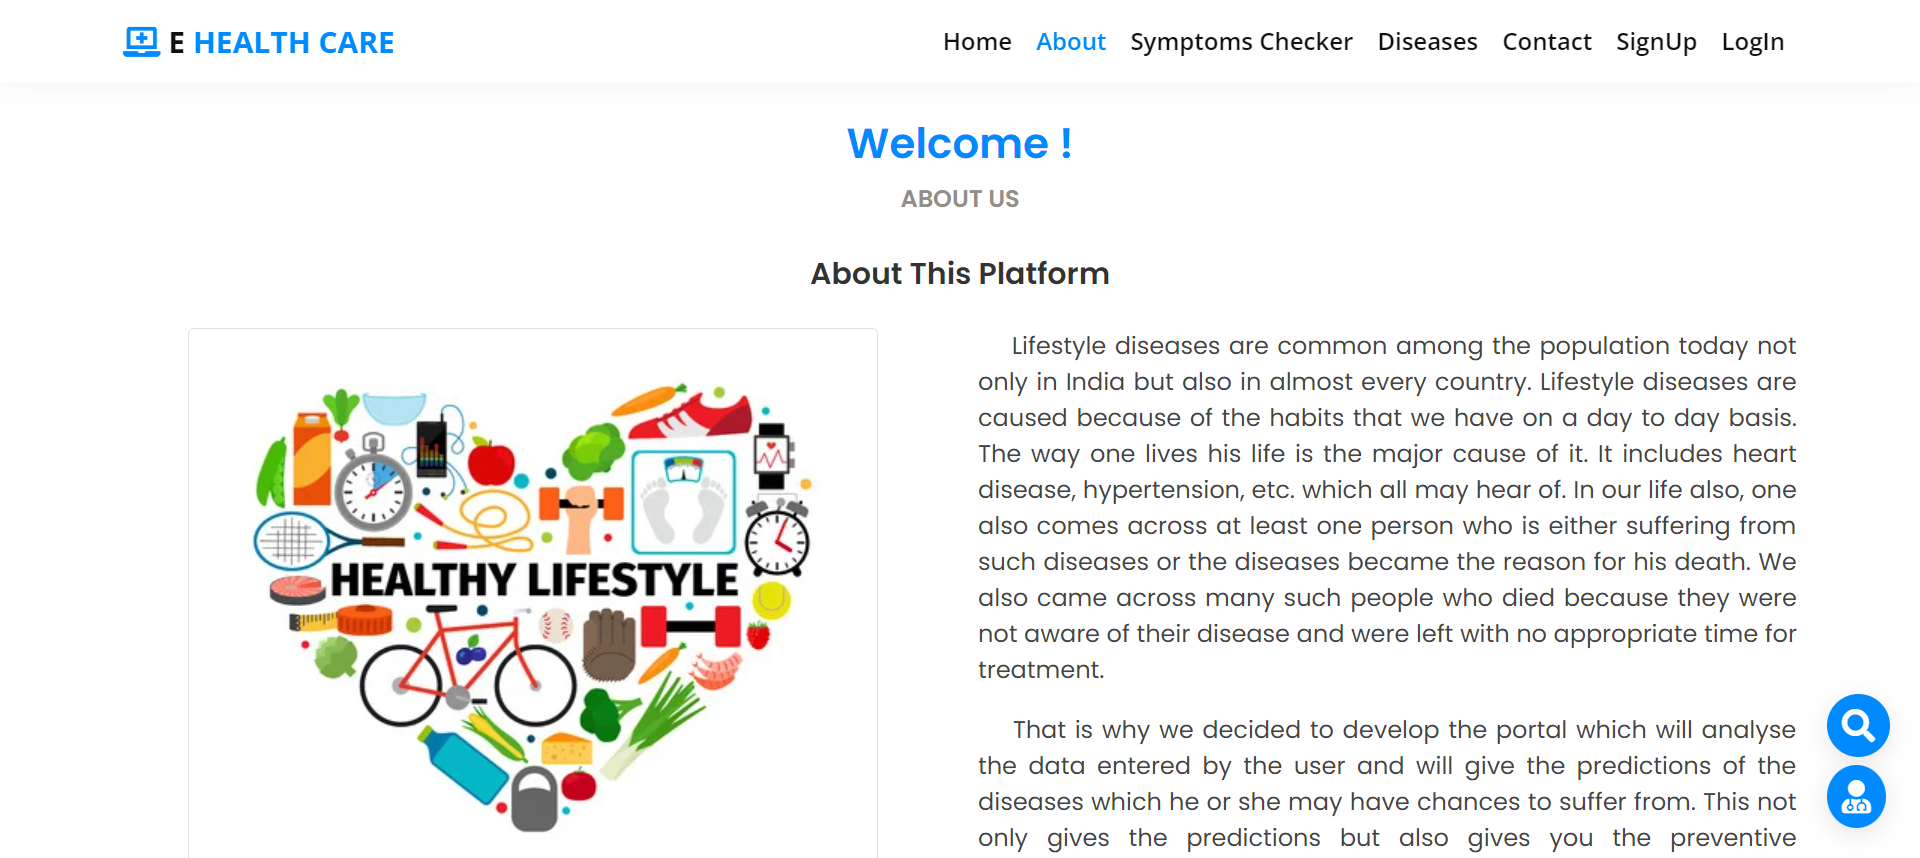 E HEALTH CARE
Home About Symptoms Checker Diseases Contact SignUp LogIn
Welcome !
ABOUT US
About This Platform
HEALTHY LIFESTYLE
Lifestyle diseases are common among the population today not
only in India but also in almost every country. Lifestyle diseases are
caused because of the habits that we have on a day to day basis.
The way one lives his life is the major cause of it. It includes heart
disease, hypertension, etc. which all may hear of. In our life also, one
also comes across at least one person who is either suffering from
such diseases or the diseases became the reason for his death. We
also came across many such people who died because they were
not aware of their disease and were left with no appropriate time for
treatment.
That is why we decided to develop the portal which will analyse
the data entered by the user and will give the predictions of the
diseases which he or she may have chances to suffer from. This not
only gives the predictions but also gives you the preventive